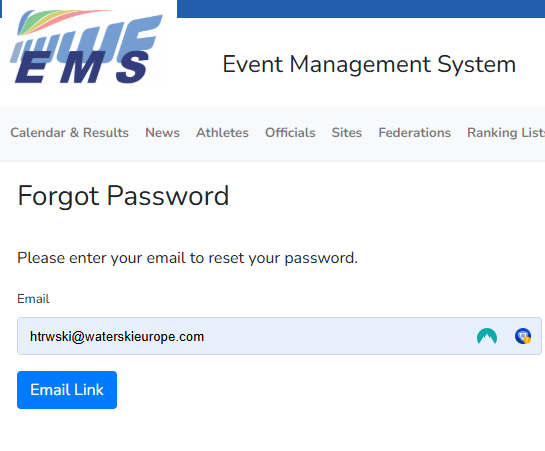 IWWF
EMS
Event Management System
Calendar & Results News Athletes Officials Sites Federations Ranking Lists
Forgot Password
Please enter your email to reset your password.
Email
htrwski@waterskieurope.com
Email Link